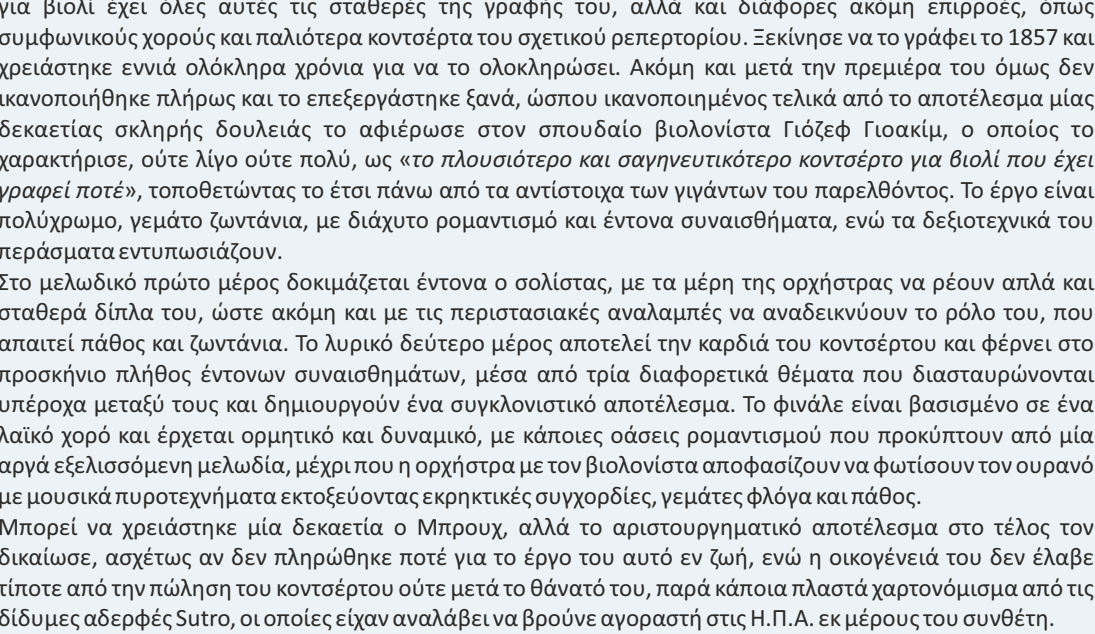 για βιολί έχει όλες αυτές τις σταθερές της γραφής του, αλλά και διάφορες ακόμη επιρροές, όπως
συμφωνικούς χορούς και παλιότερα κοντσέρτα του σχετικού ρεπερτορίου. Ξεκίνησε να το γράφει το 1857 και
χρειάστηκε εννιά ολόκληρα χρόνια για να το ολοκληρώσει. Ακόμη και μετά την πρεμιέρα του όμως δεν
ικανοποιήθηκε πλήρως και το επεξεργάστηκε ξανά, ώσπου ικανοποιημένος τελικά από το αποτέλεσμα μίας
δεκαετίας σκληρής δουλειάς το αφιέρωσε στον σπουδαίο βιολονίστα Γιόζεφ Γιοακίμ, ο οποίος το
χαρακτήρισε, ούτε λίγο ούτε πολύ, ως «το πλουσιότερο και σαγηνευτικότερο κοντσέρτο για βιολί που έχει
γραφεί ποτέ», τοποθετώντας το έτσι πάνω από τα αντίστοιχα των γιγάντων του παρελθόντος. Το έργο είναι
πολύχρωμο, γεμάτο ζωντάνια, με διάχυτο ρομαντισμό και έντονα συναισθήματα, ενώ τα δεξιοτεχνικά του
περάσματα εντυπωσιάζουν.
Στο μελωδικό πρώτο μέρος δοκιμάζεται έντονα ο σολίστας, με τα μέρη της ορχήστρας να ρέουν απλά και
σταθερά δίπλα του, ώστε ακόμη και με τις περιστασιακές αναλαμπές να αναδεικνύουν το ρόλο του, που
απαιτεί πάθος και ζωντάνια. Το λυρικό δεύτερο μέρος αποτελεί την καρδιά του κοντσέρτου και φέρνει στο
προσκήνιο πλήθος έντονων συναισθημάτων, μέσα από τρία διαφορετικά θέματα που διασταυρώνονται
υπέροχα μεταξύ τους και δημιουργούν ένα συγκλονιστικό αποτέλεσμα. Το φινάλε είναι βασισμένο σε ένα
λαϊκό χορό και έρχεται ορμητικό και δυναμικό, με κάποιες οάσεις ρομαντισμού που προκύπτουν από μία
αργά εξελισσόμενη μελωδία, μέχρι που η ορχήστρα με τον βιολονίστα αποφασίζουν να φωτίσουν τον ουρανό
με μουσικά πυροτεχνήματα εκτοξεύοντας εκρηκτικές συγχορδίες, γεμάτες φλόγα και πάθος.
Μπορεί να χρειάστηκε μία δεκαετία ο Μπρουχ, αλλά το αριστουργηματικό αποτέλεσμα στο τέλος τον
δικαίωσε, ασχέτως αν δεν πληρώθηκε ποτέ για το έργο του αυτό εν ζωή, ενώ η οικογένειά του δεν έλαβε
τίποτε από την πώληση του κοντσέρτου ούτε μετά το θάνατό του, παρά κάποια πλαστά χαρτονόμισμα από τις
δίδυμες αδερφές Sutro, οι οποίες είχαν αναλάβει να βρούνε αγοραστή στις Η.Π.Α. εκ μέρους του συνθέτη.